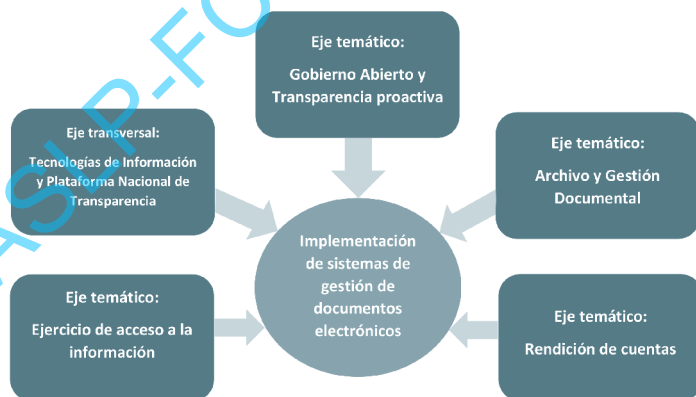 Eje temático:
Gobierno Abierto y
Transparencia proactiva
Eje transversal:
Tecnologías de Información
y Plataforma Nacional de
Transparencia
Eje temático:
Archivo y Gestión
Documental
Implementación
de sistemas de
gestión de
documentos
electrónicos
Eje temático:
Ejercicio de acceso a la
información
Eje temático:
Rendición de cuentas
ASLP-FO